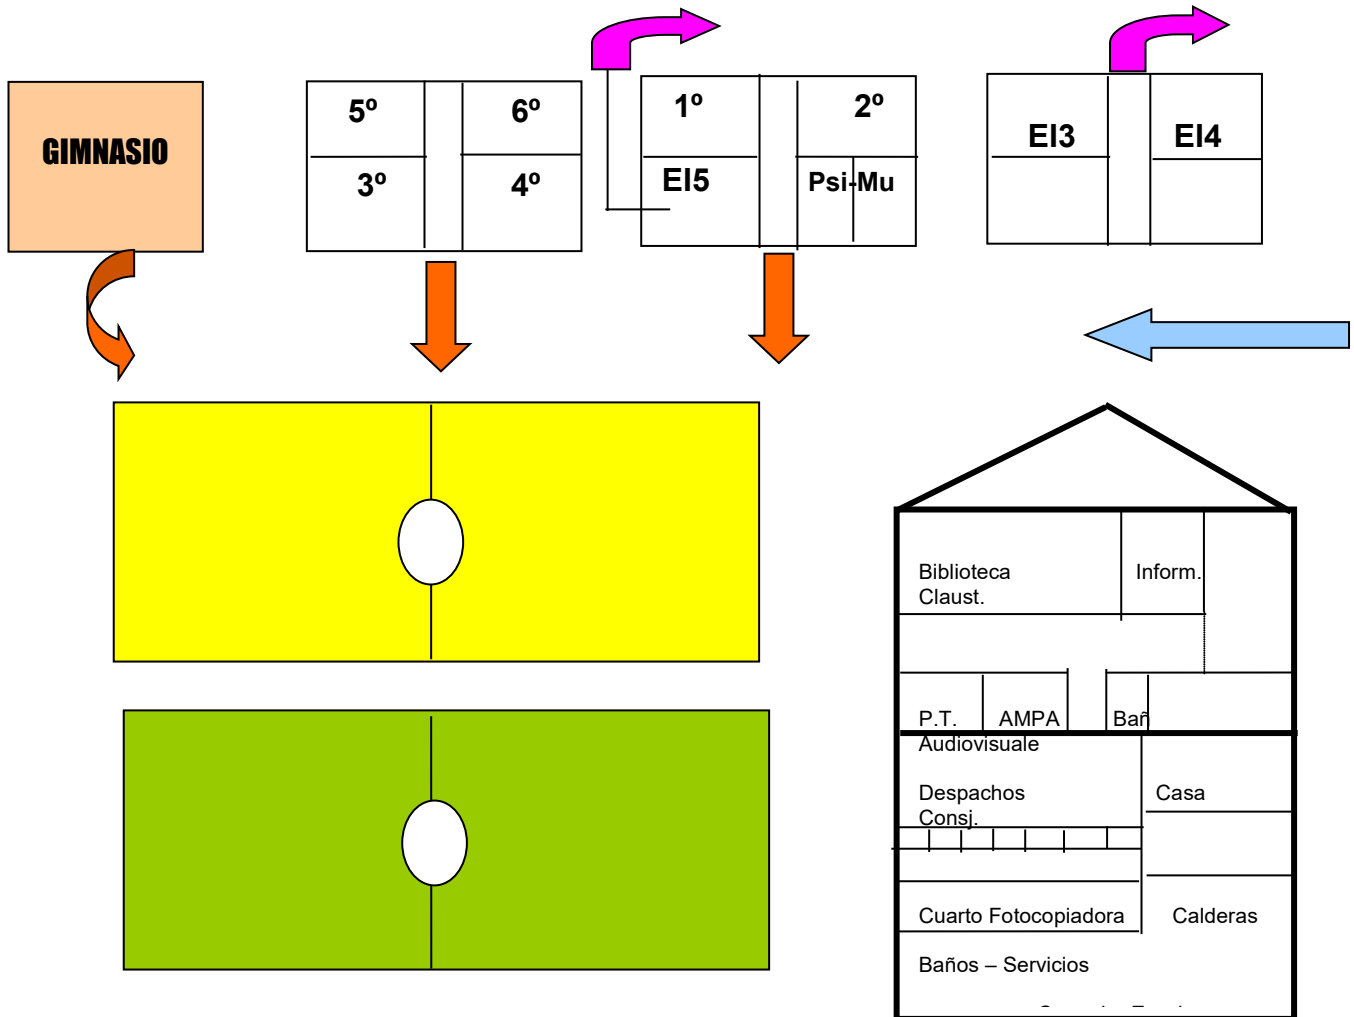 GIMNASIO
5º
6º
3º
4º
1º
2º
EI5
Psi-Mu
EI3
EI4
Biblioteca
Claust.
Inform.
P.T.
AMPA
Bañ
Audiovisuale
Despachos
Consj.
Casa
Cuarto Fotocopiadora
Calderas
Baños – Servicios